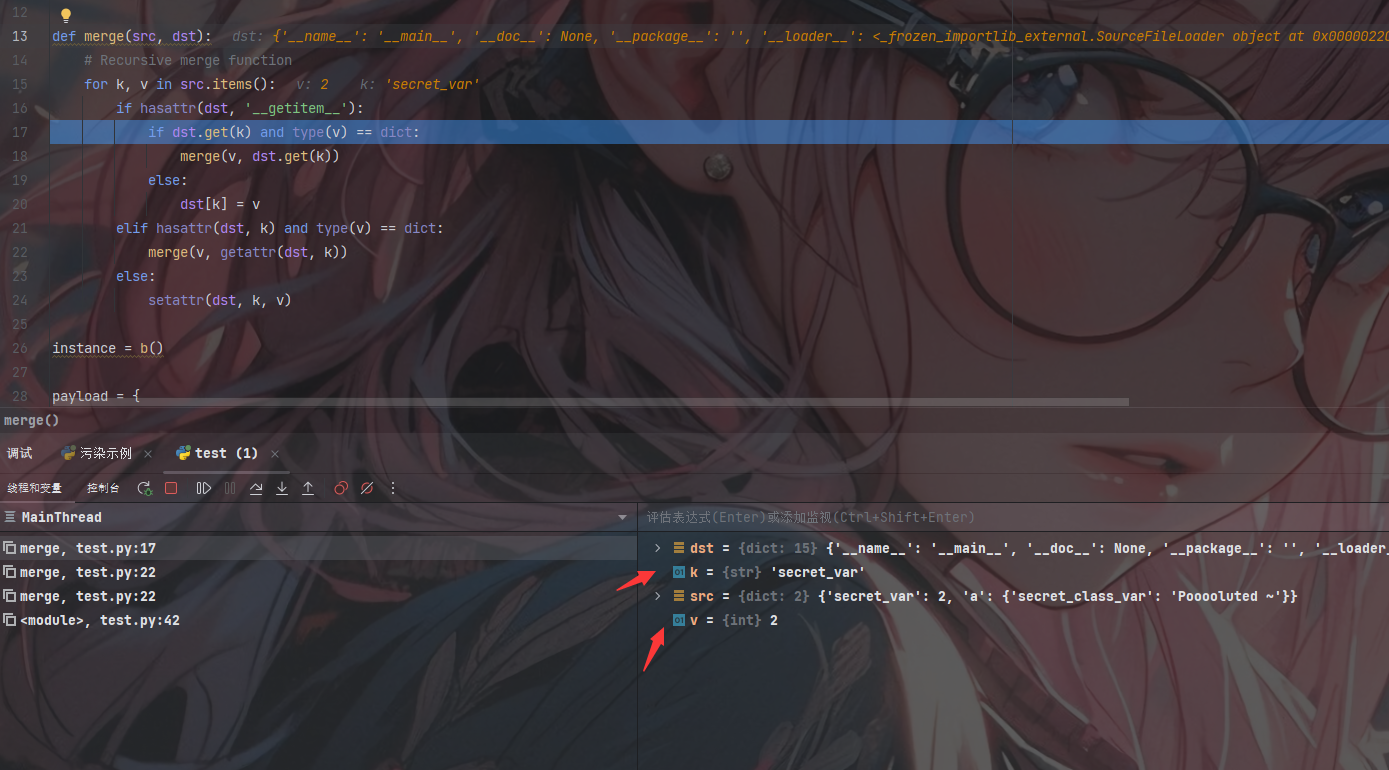 12
13 def merge(src, dst): dst: {'__name__': '__main__', '__doc__': None, '__package__': '', '__loader__': <_frozen_importlib_external.SourceFileLoader object at 0x00000220
14 # Recursive merge function
15 for k, v in src.items(): v: 2 k: 'secret_var'
16 if hasattr(dst, '__getitem__'):
17 if dst.get(k) and type(v) == dict:
18 merge(v, dst.get(k))
19 else:
20 dst[k] = v
21 elif hasattr(dst, k) and type(v) == dict:
22 merge(v, getattr(dst, k))
23 else:
24 setattr(dst, k, v)
25
26 instance = b()
27
28 payload = {
merge()
调试 污染示例 × test (1) ×
线程和变量 控制台
MainThread
评估表达式(Enter)或添加监视(Ctrl+Shift+Enter)
merge, test.py:17
merge, test.py:22
merge, test.py:22
<module>, test.py:42
dst = {dict: 15} {'__name__': '__main__', '__doc__': None, '__package__': '', '__loader_
01 k = {str} 'secret_var'
src = {dict: 2} {'secret_var': 2, 'a': {'secret_class_var': 'Pooooluted ~'}}
01 v = {int} 2